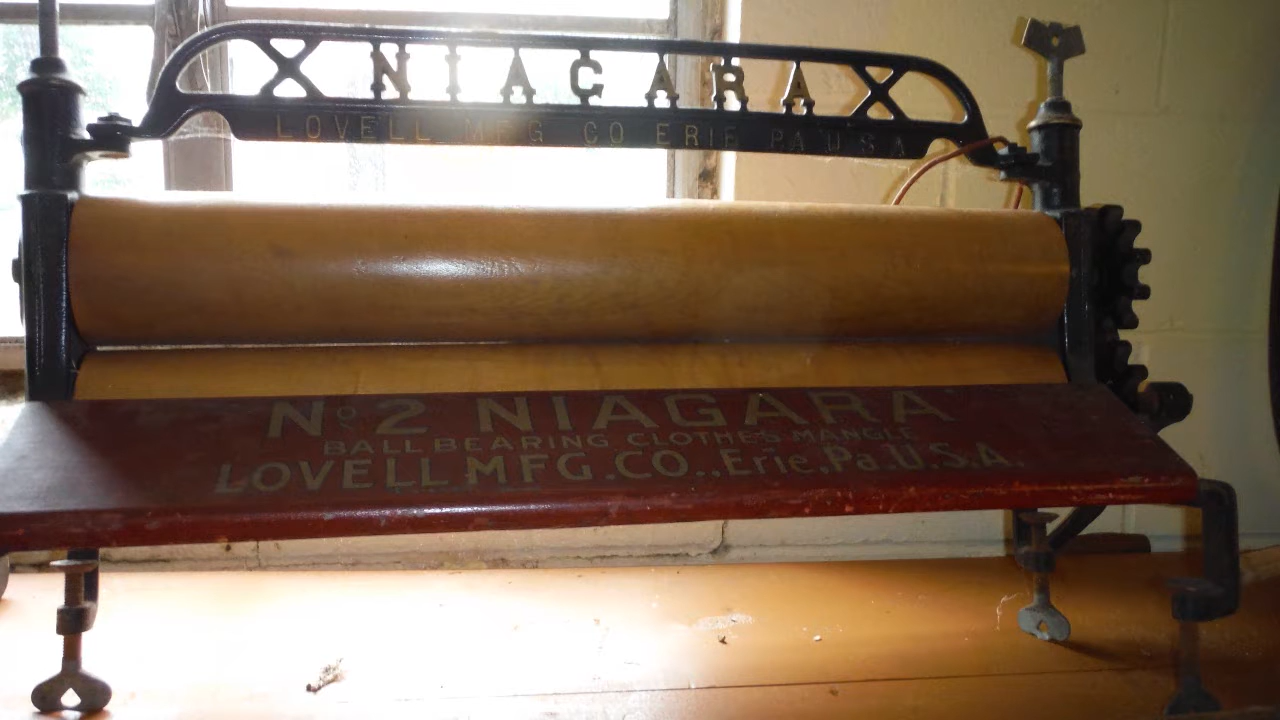 NIAGARA
LOVELL MFG CO ERIE PA U S A
No 2 NIAGARA
BALL BEARING CLOTHES MANGLE
LOVELL MFG. CO., Erie, Pa. U.S.A.